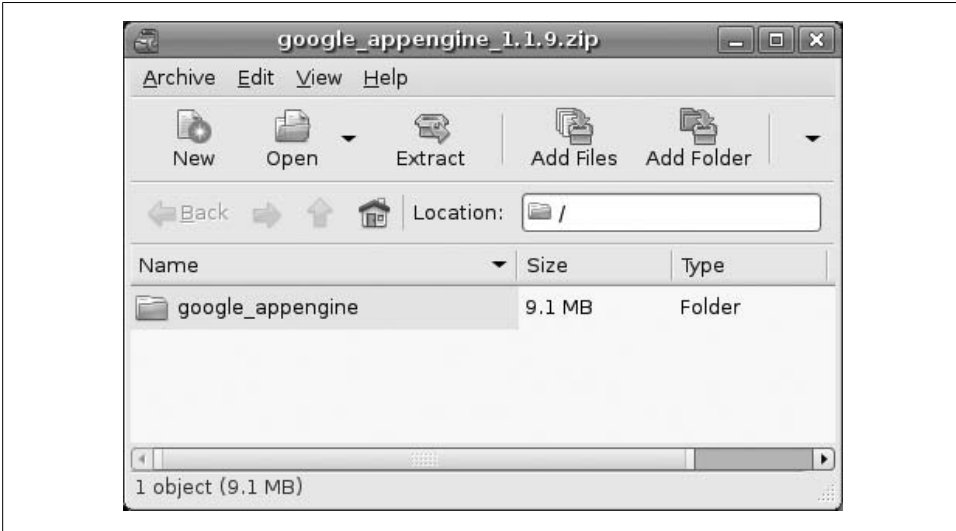 google_appengine_1.1.9.zip
Archive Edit View Help
New Open Extract Add Files Add Folder
Back Location: /
Name Size Type
google_appengine 9.1 MB Folder
1 object (9.1 MB)